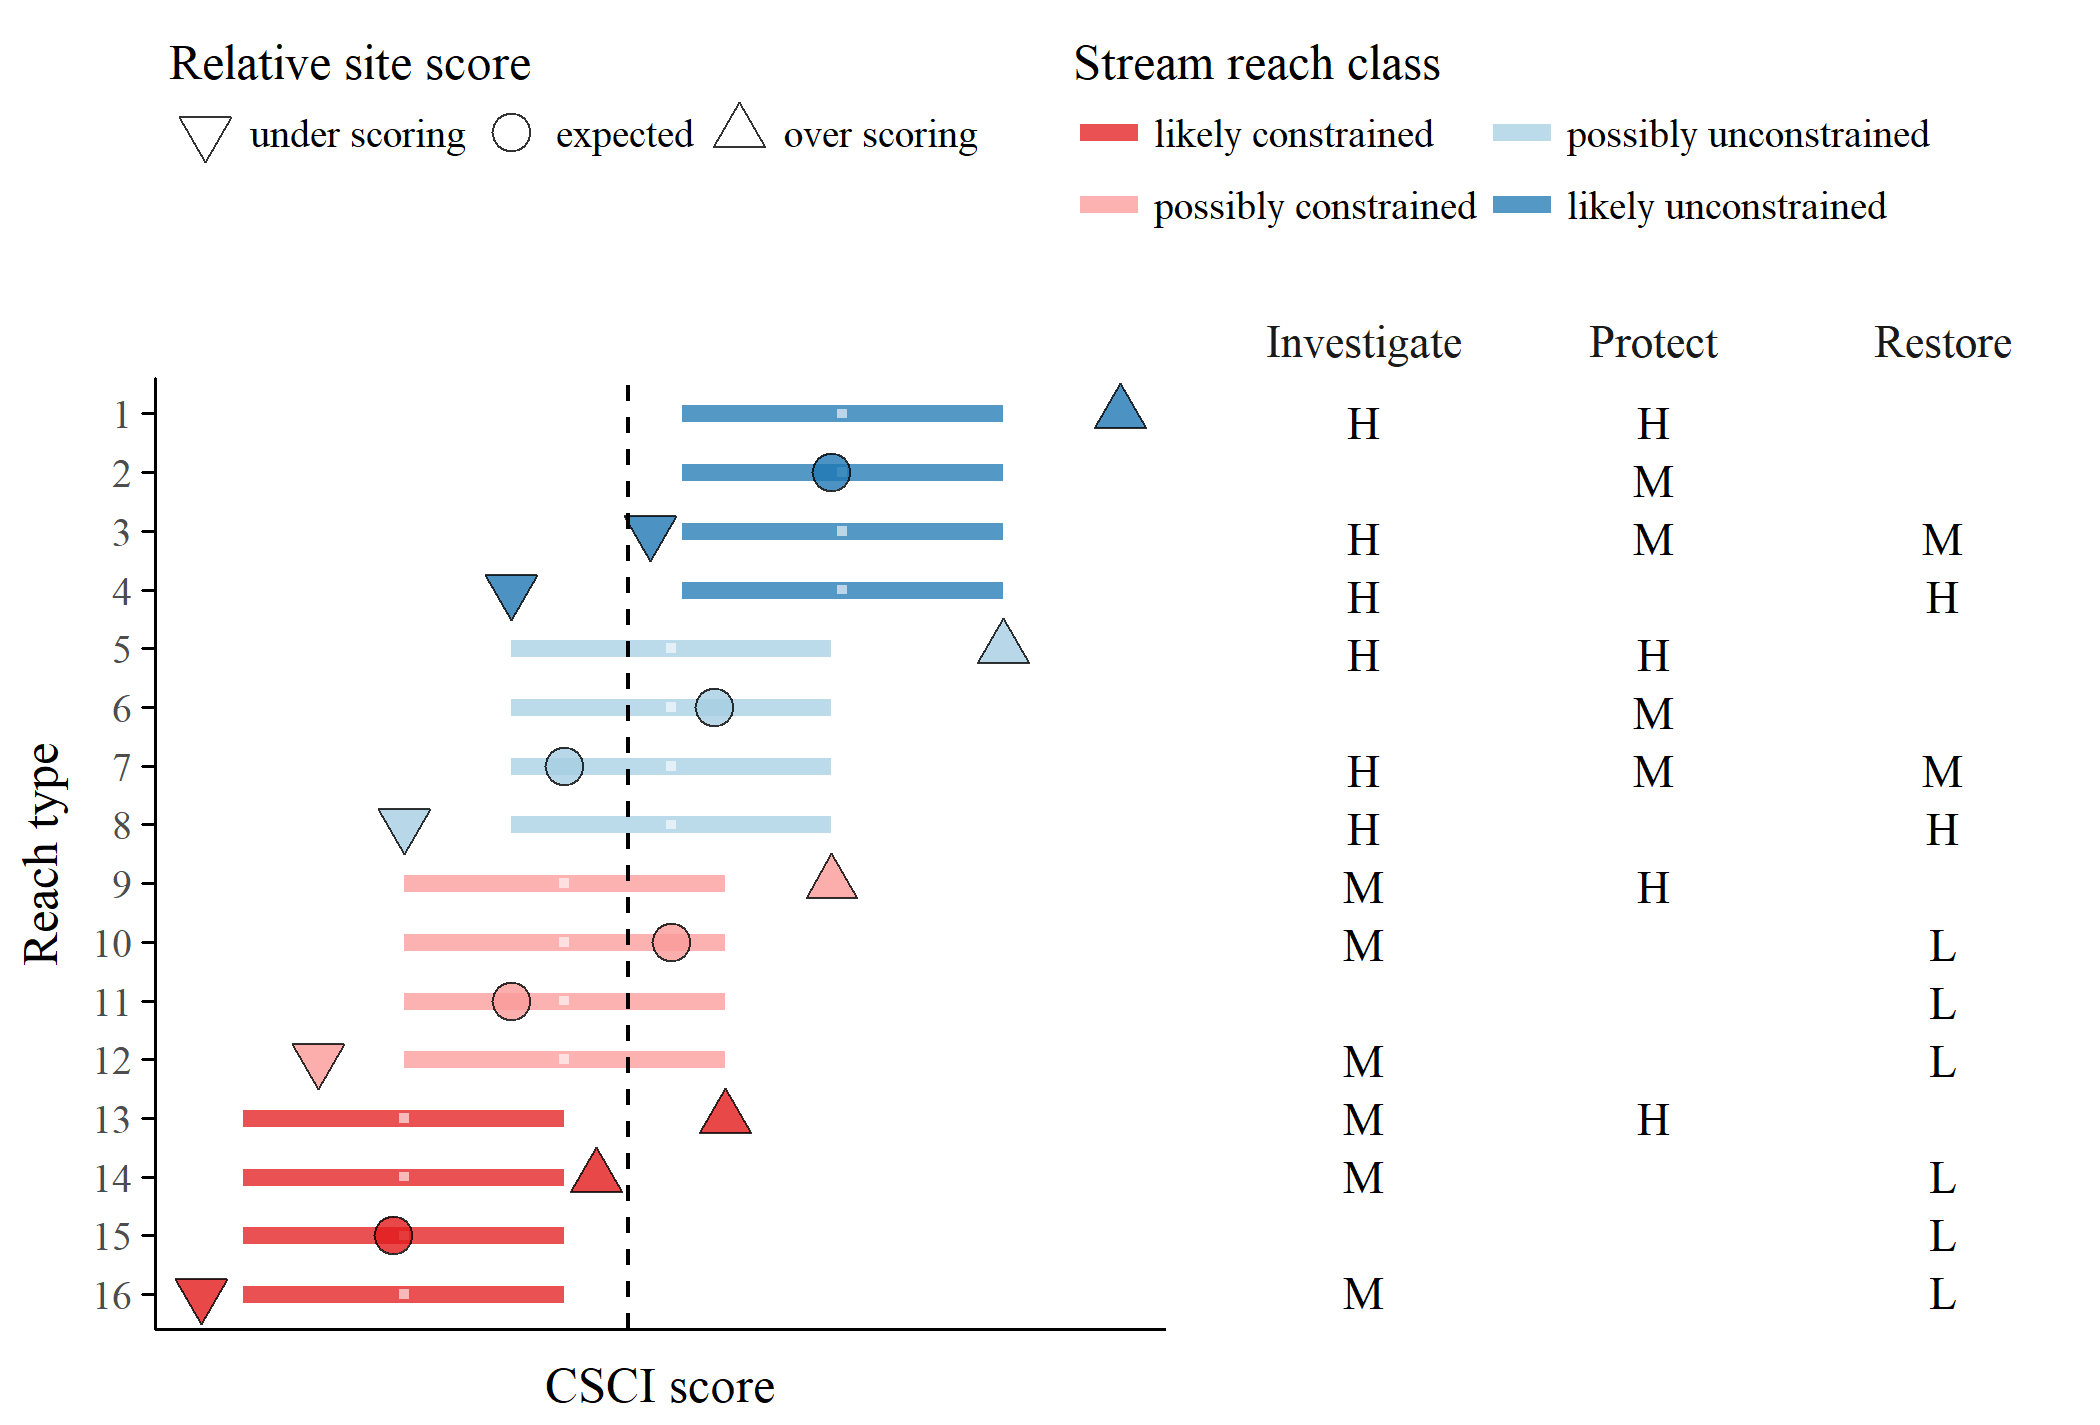 Relative site score
under scoring expected over scoring
Stream reach class
likely constrained possibly unconstrained
possibly constrained likely unconstrained
Investigate Protect Restore
1 H H
2 M
3 H M M
4 H H
5 H H
6 M
7 H M M
8 H H
9 M H
10 M L
11 L
12 M L
13 M H
14 M L
15 L
16 M L
Reach type
CSCI score